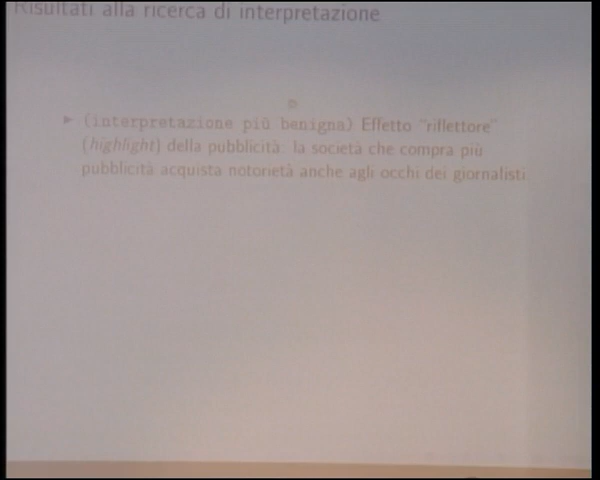 Risultati alla ricerca di interpretazione
▶ (interpretazione più benigna) Effetto "riflettore"
(highlight) della pubblicità: la società che compra più
pubblicità acquista notorietà anche agli occhi dei giornalisti.